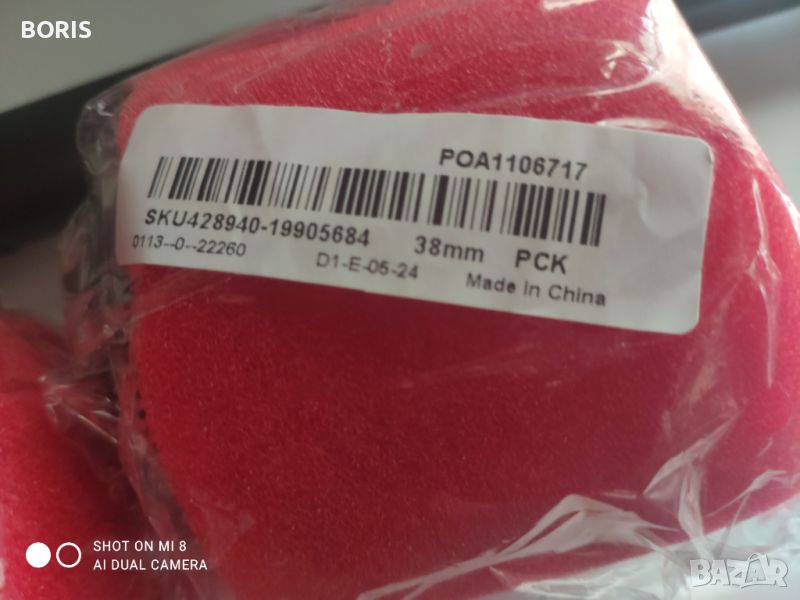 BORIS
POA1106717
SKU428940-19905684 38mm PCK
0113--0--22260 D1-E-05-24 Made in China
SHOT ON MI 8
AI DUAL CAMERA
BAZAR